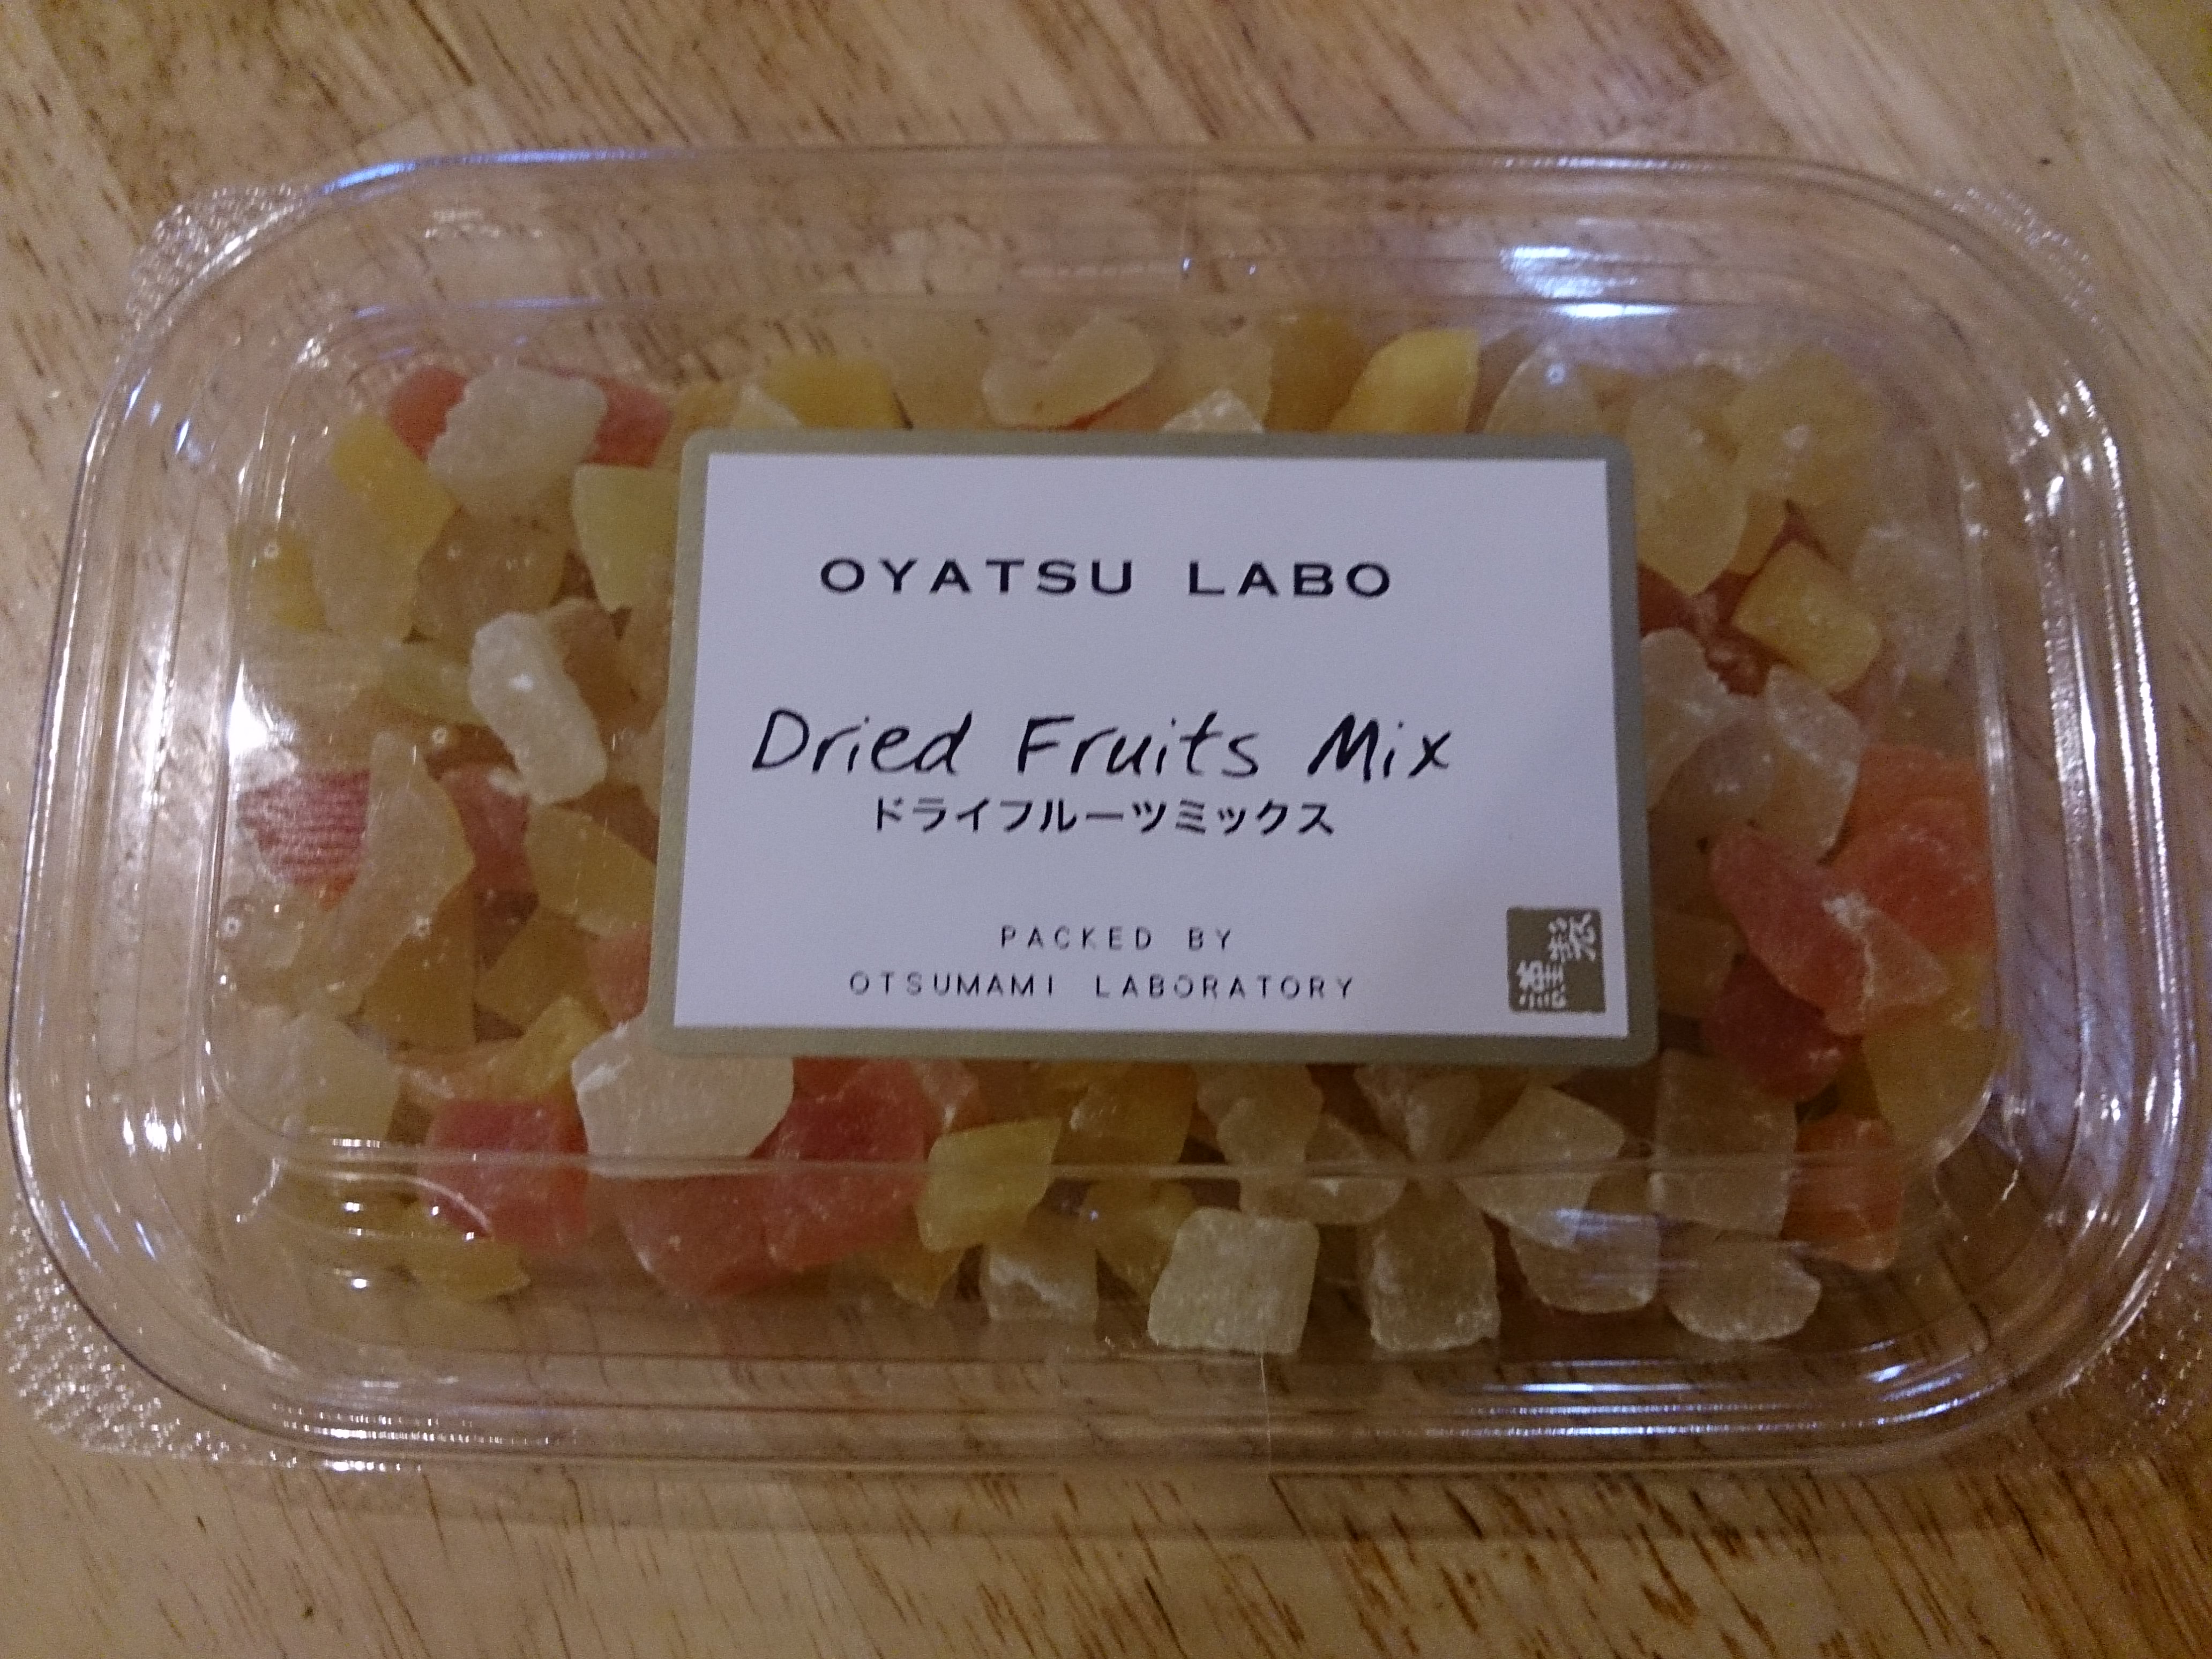 OYATSU LABO
Dried Fruits Mix
ドライフルーツミックス
PACKED BY
OTSUMAMI LABORATORY